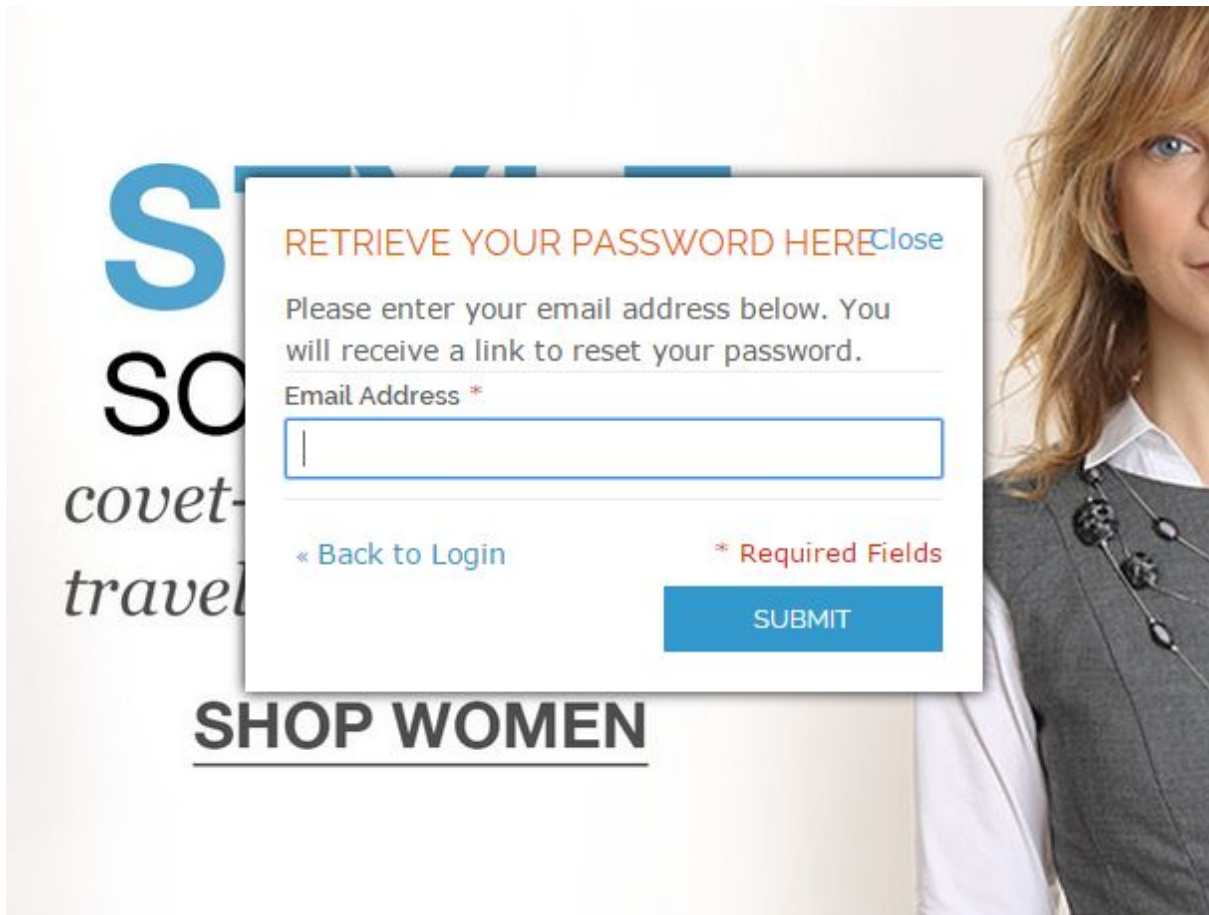 RETRIEVE YOUR PASSWORD HERE Close
Please enter your email address below. You
will receive a link to reset your password.
Email Address *
« Back to Login * Required Fields
SUBMIT
SO
covet-
travel
SHOP WOMEN